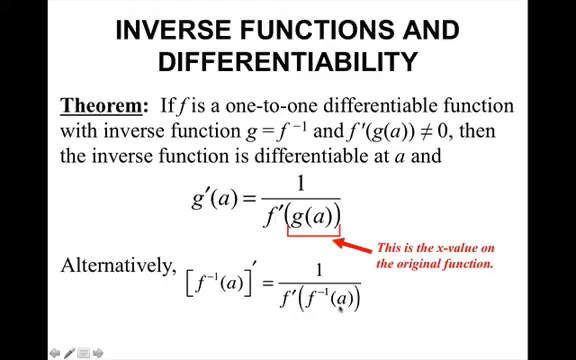 INVERSE FUNCTIONS AND
DIFFERENTIABILITY
Theorem: If f is a one-to-one differentiable function
with inverse function g = f ⁻¹ and f '(g(a)) ≠ 0, then
the inverse function is differentiable at a and
g′(a) = 1 / f′(g(a))
This is the x-value on
the original function.
Alternatively, [f⁻¹(a)]′ = 1 / f′(f⁻¹(a))